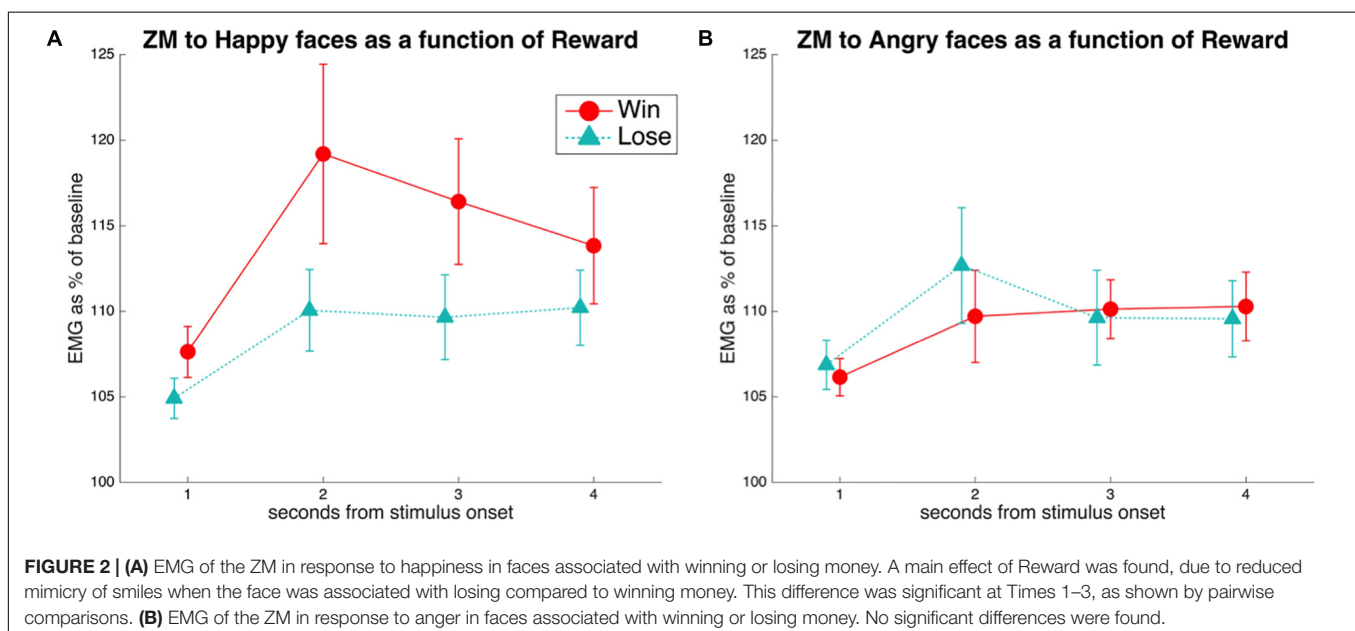 A ZM to Happy faces as a function of Reward
125
120
115
110
105
100
EMG as % of baseline
Win
Lose
1 2 3 4
seconds from stimulus onset
B ZM to Angry faces as a function of Reward
125
120
115
110
105
100
EMG as % of baseline
1 2 3 4
seconds from stimulus onset
FIGURE 2 | (A) EMG of the ZM in response to happiness in faces associated with winning or losing money. A main effect of Reward was found, due to reduced
mimicry of smiles when the face was associated with losing compared to winning money. This difference was significant at Times 1–3, as shown by pairwise
comparisons. (B) EMG of the ZM in response to anger in faces associated with winning or losing money. No significant differences were found.